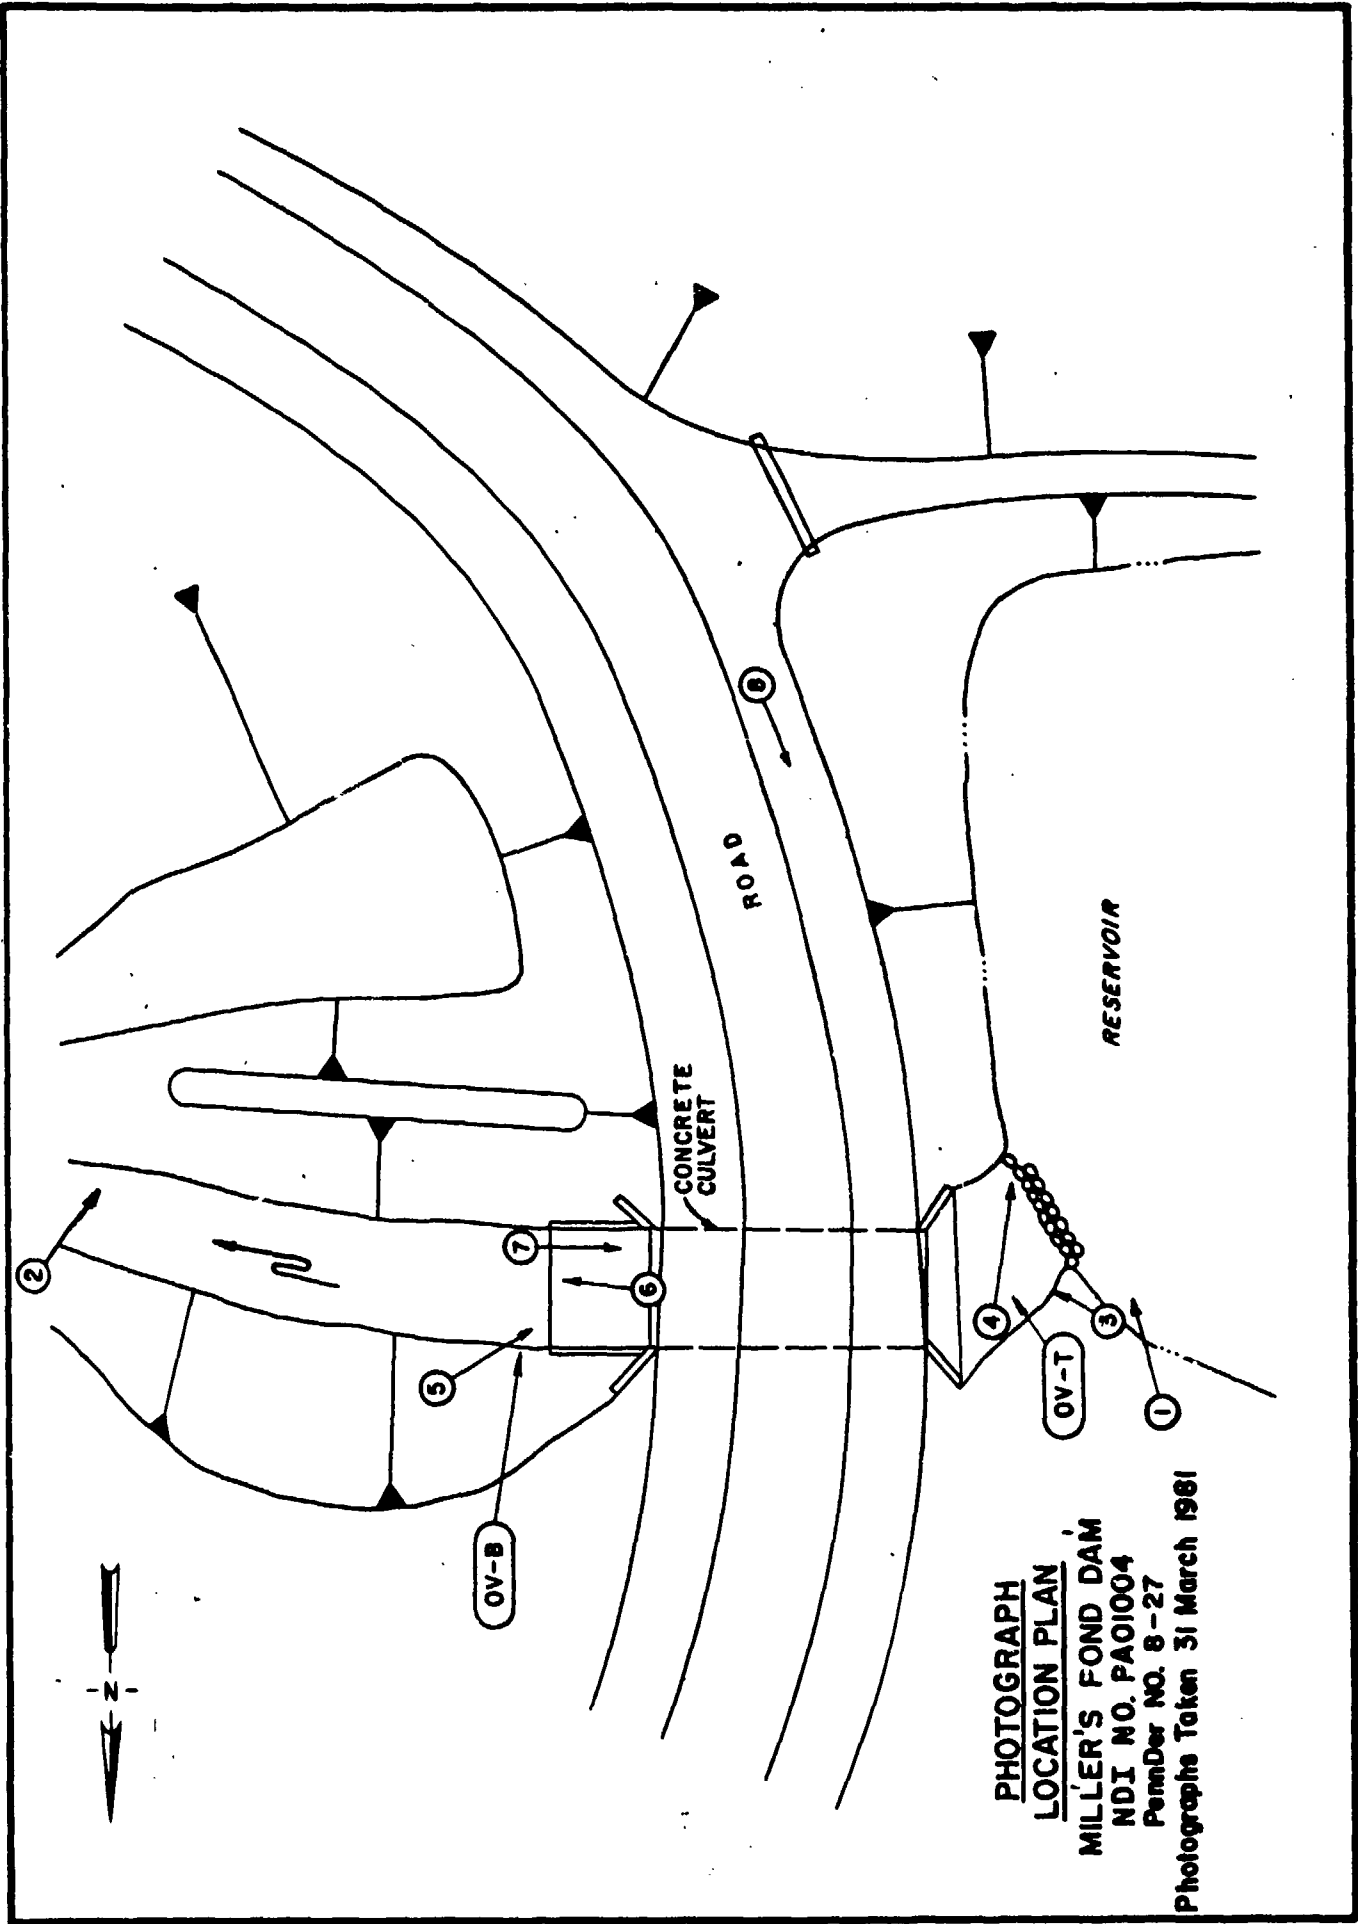 PHOTOGRAPH
LOCATION PLAN
MILLER'S FOND DAM
NDI NO. PA01004
PennDer NO. 8-27
Photographs Taken 31 March 1981
-N-
OV-B
OV-T
CONCRETE
CULVERT
ROAD
RESERVOIR
1
2
3
4
5
6
7
8